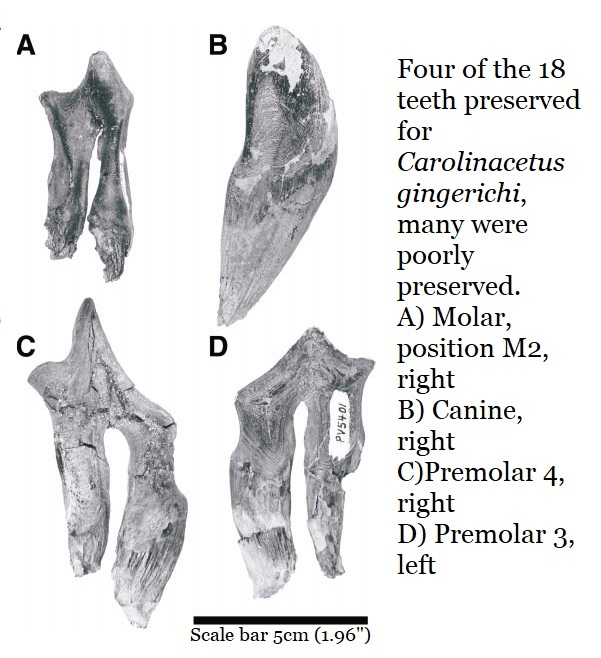 A
B
Four of the 18
teeth preserved
for
Carolinacetus
gingerichi,
many were
poorly
preserved.
A) Molar,
position M2,
right
B) Canine,
right
C)Premolar 4,
right
D) Premolar 3,
left
C
D
PV5401
Scale bar 5cm (1.96")